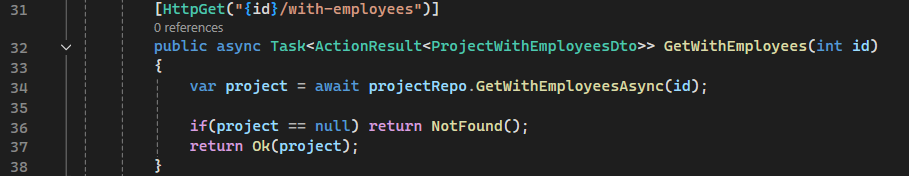 31 [HttpGet("{id}/with-employees")]
0 references
32 public async Task<ActionResult<ProjectWithEmployeesDto>> GetWithEmployees(int id)
33 {
34 var project = await projectRepo.GetWithEmployeesAsync(id);
35
36 if(project == null) return NotFound();
37 return Ok(project);
38 }